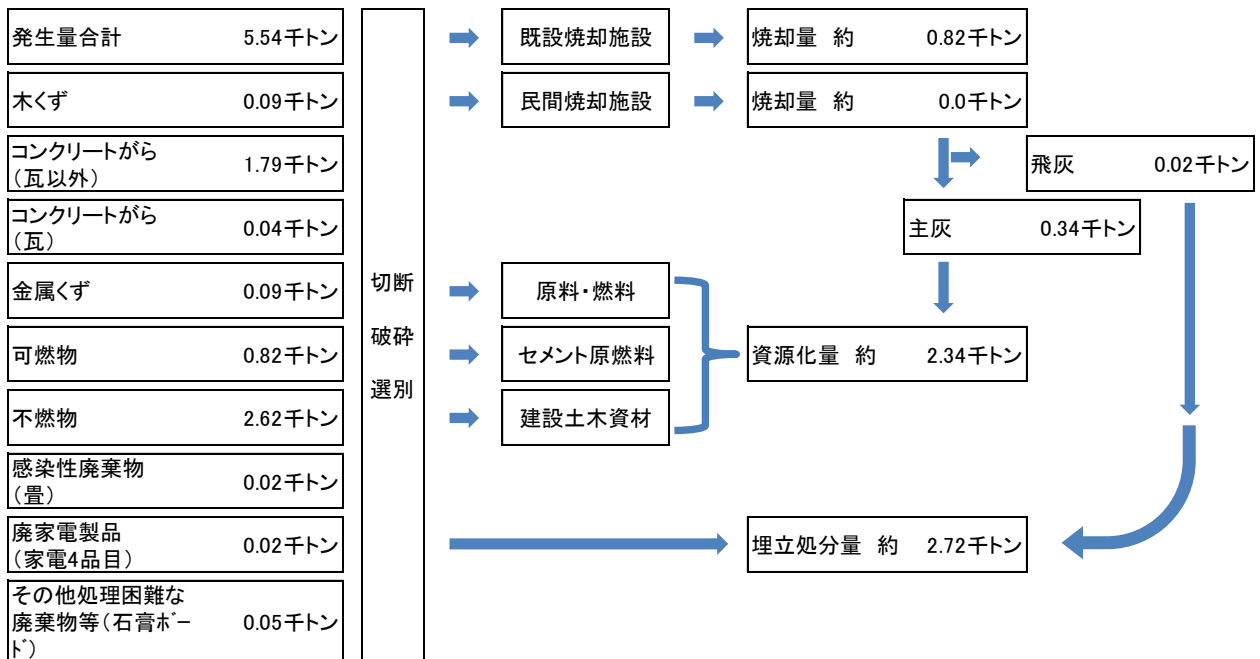 発生量合計 5.54千トン
既設焼却施設
焼却量 約 0.82千トン
木くず 0.09千トン
民間焼却施設
焼却量 約 0.0千トン
コンクリートがら
（瓦以外） 1.79千トン
飛灰 0.02千トン
コンクリートがら
（瓦） 0.04千トン
主灰 0.34千トン
切断
破砕
選別
金属くず 0.09千トン
原料・燃料
可燃物 0.82千トン
セメント原燃料
資源化量 約 2.34千トン
不燃物 2.62千トン
建設土木資材
感染性廃棄物
（畳） 0.02千トン
廃家電製品
（家電4品目） 0.02千トン
埋立処分量 約 2.72千トン
その他処理困難な
廃棄物等（石膏ﾎﾞｰ
ﾄﾞ） 0.05千トン